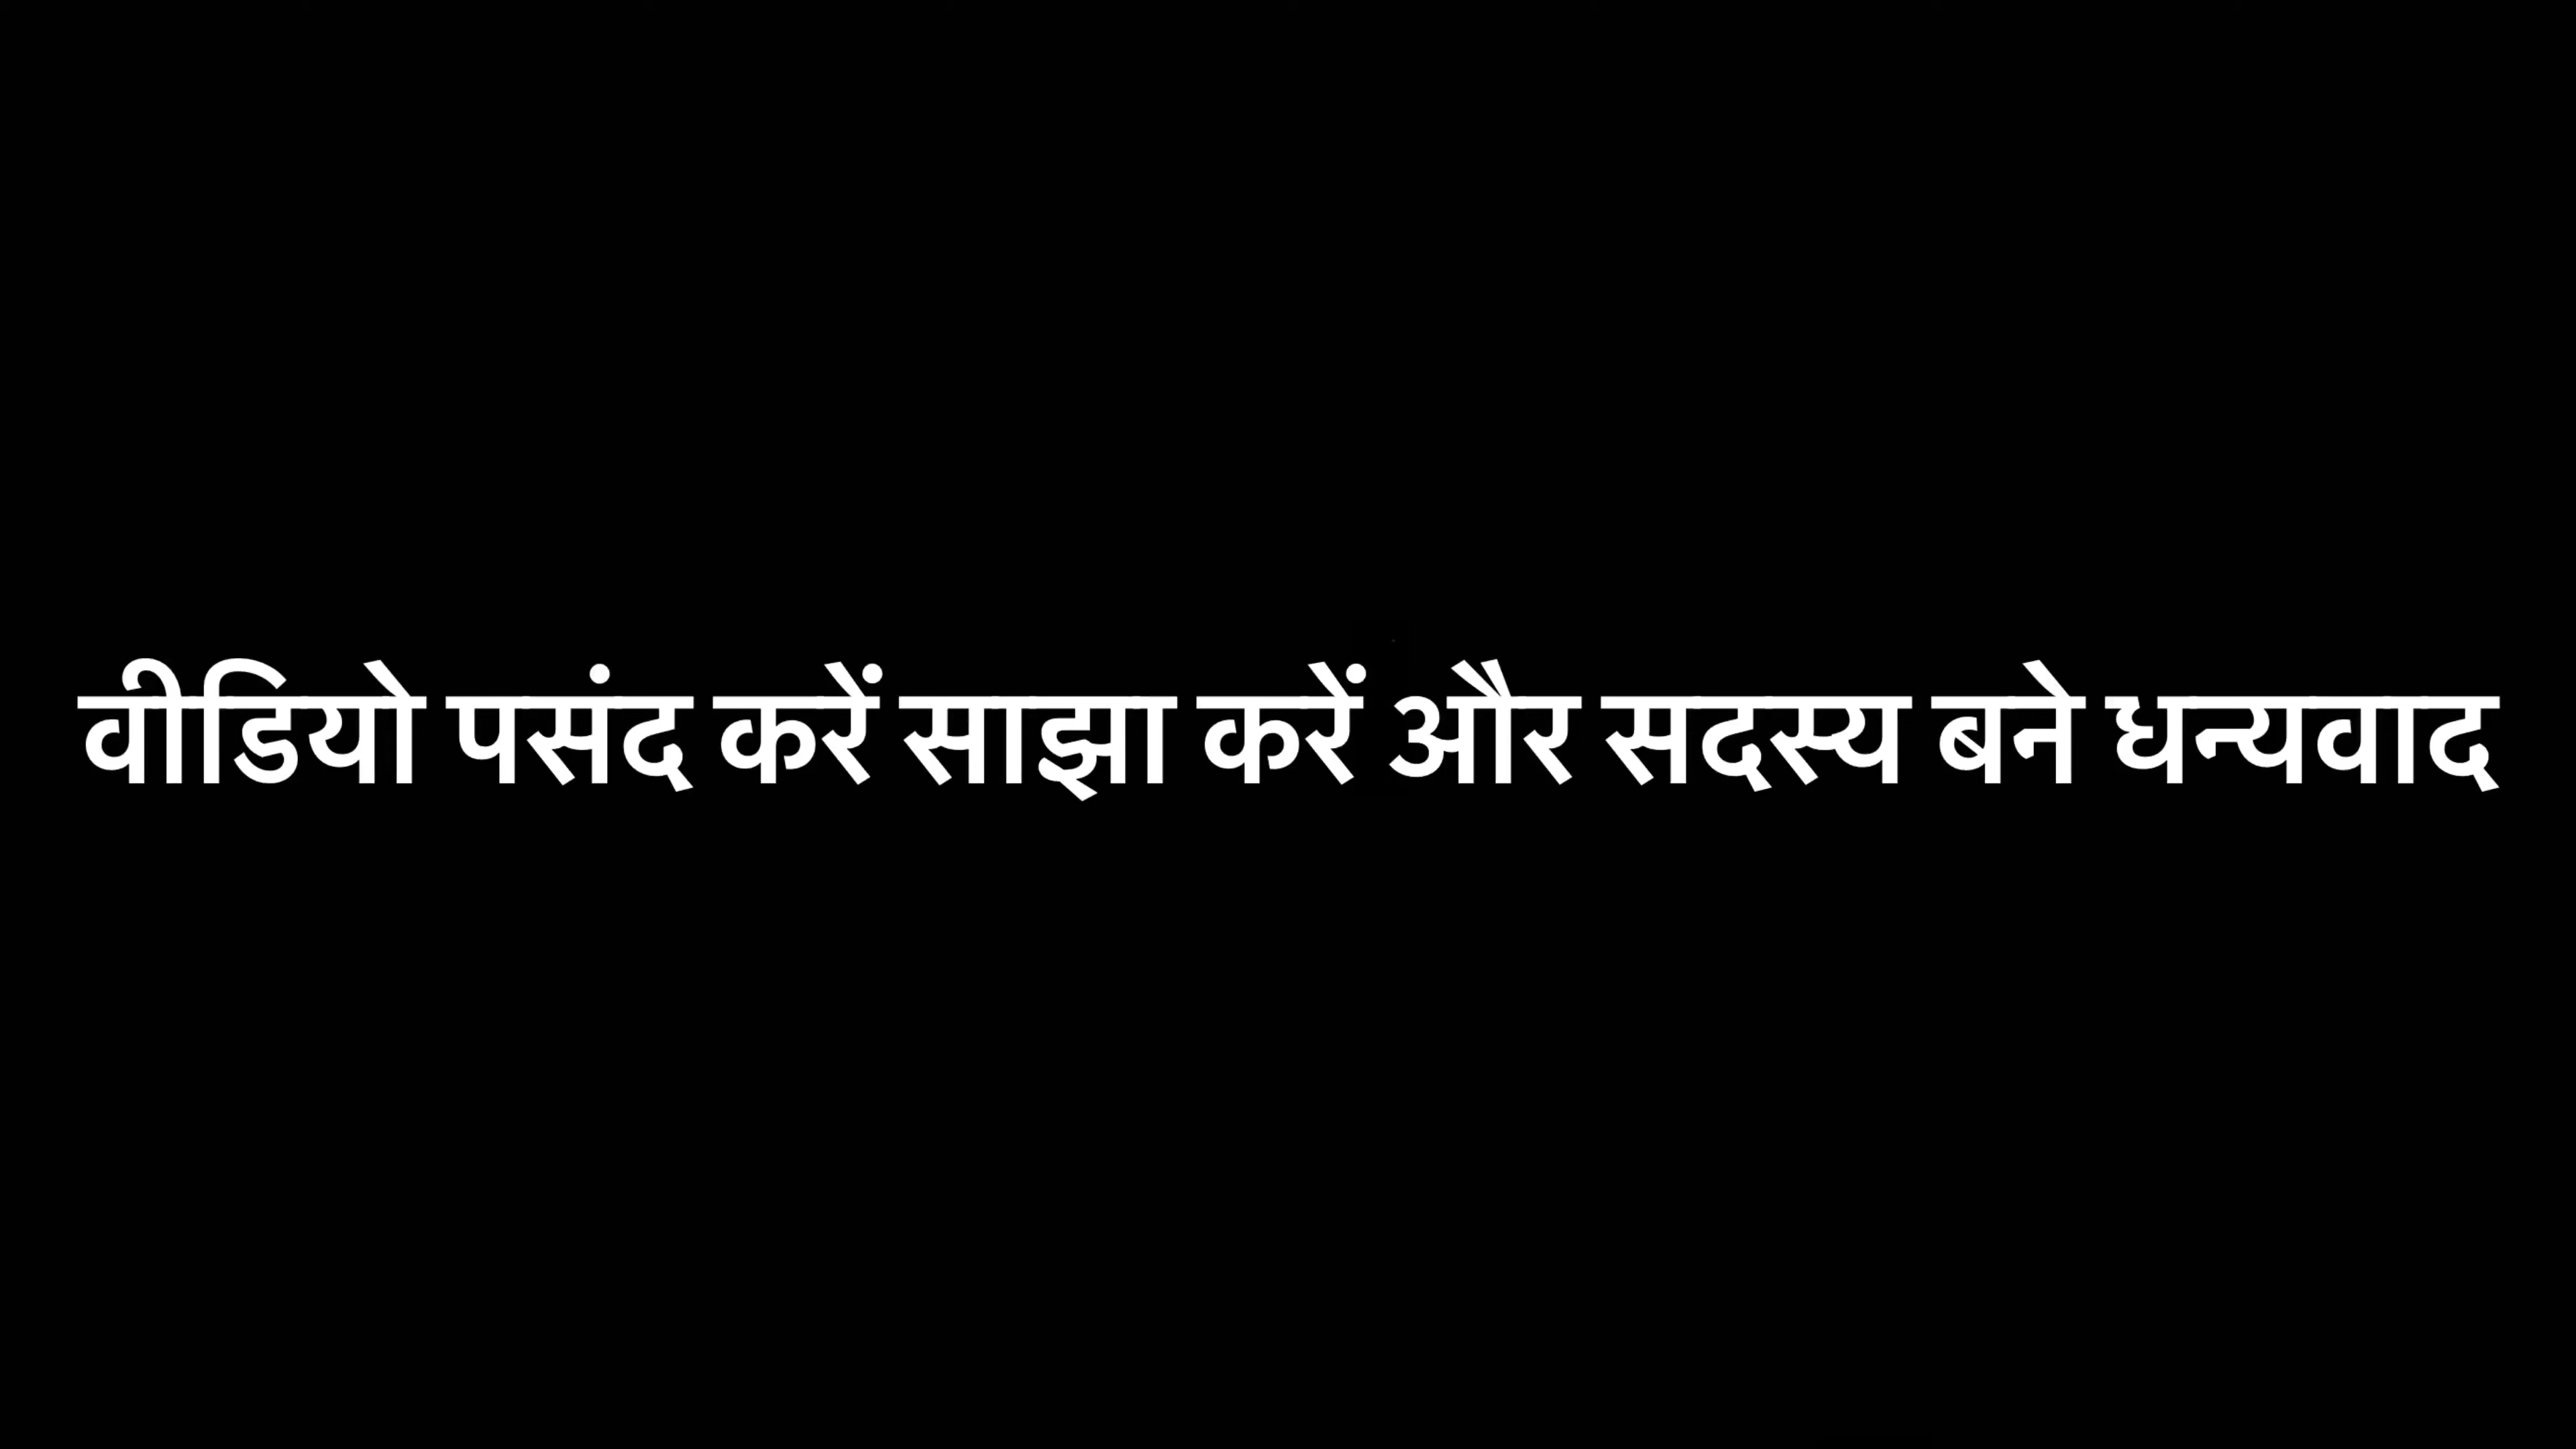 वीडियो पसंद करें साझा करें और सदस्य बने धन्यवाद